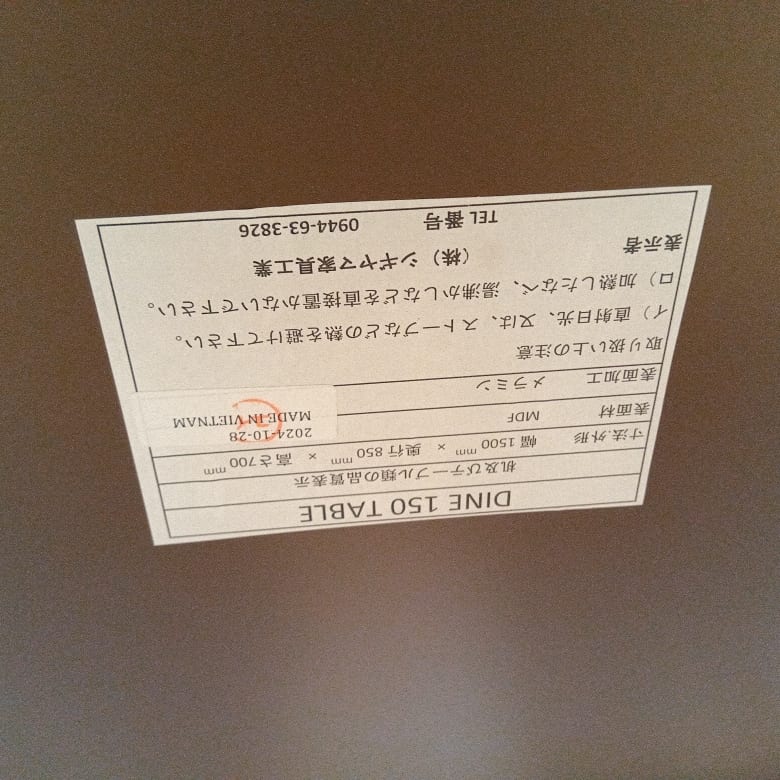 DINE 150 TABLE
机及びテーブル類の品質表示
寸法.外形 幅1500 mm × 奥行 850 mm × 高さ700 mm
表面材 MDF
表面加工 メラミン
2024-10-28
MADE IN VIETNAM
取り扱い上の注意
イ) 直射日光、又は、ストーブなどの熱を避けて下さい。
ロ) 加熱したなべ、湯沸かしなどを直接置かないで下さい。
表示者 (株) シギヤマ家具工業
TEL 番号 0944-63-3826